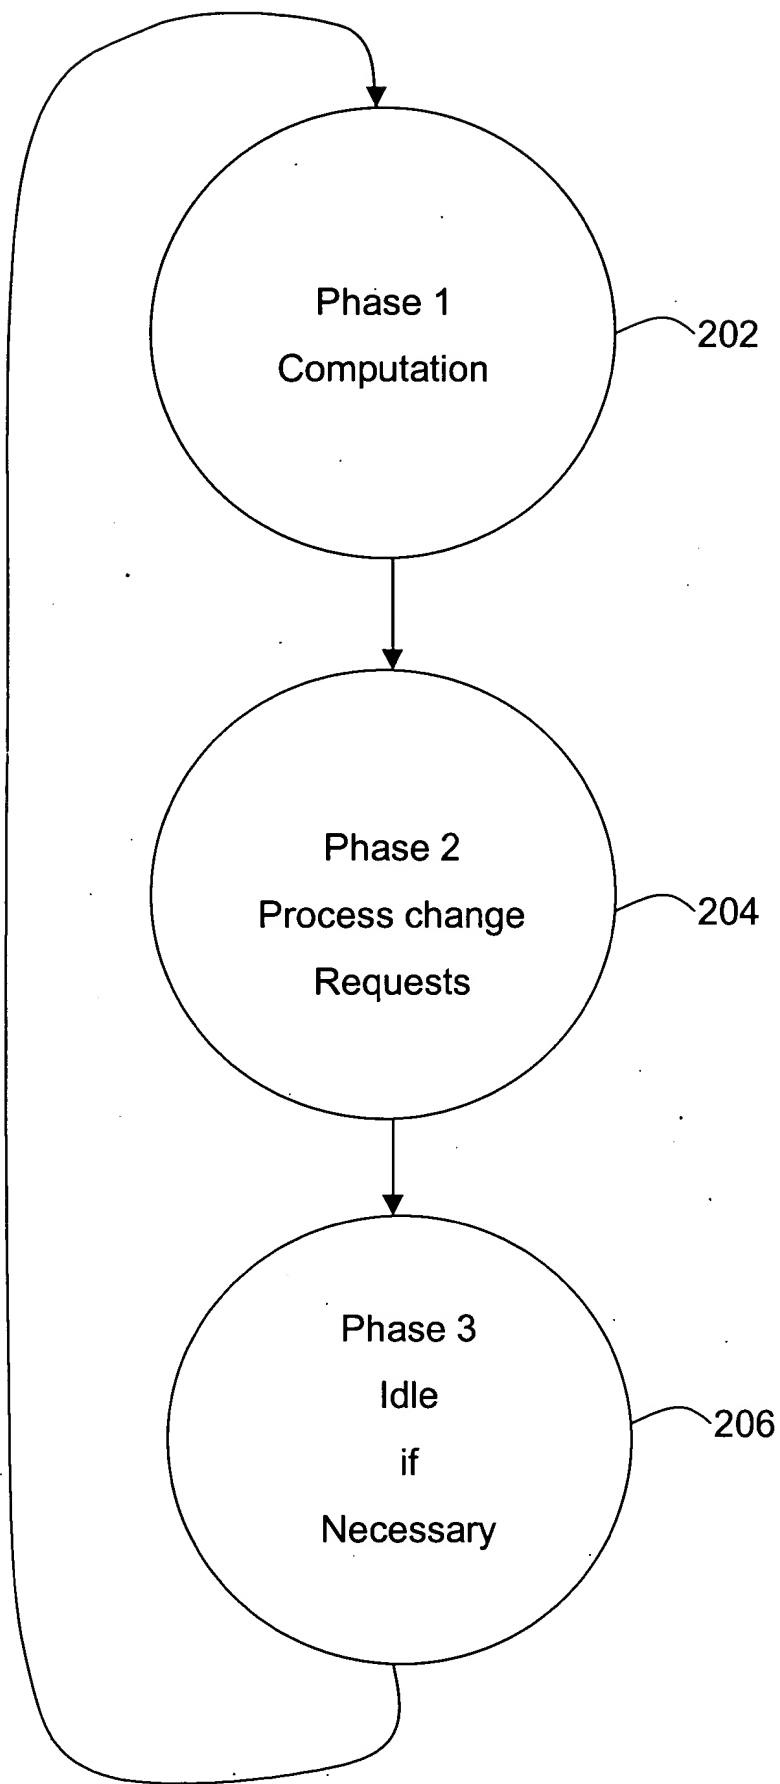 Phase 1
Computation
202
Phase 2
Process change
Requests
204
Phase 3
Idle
if
Necessary
206